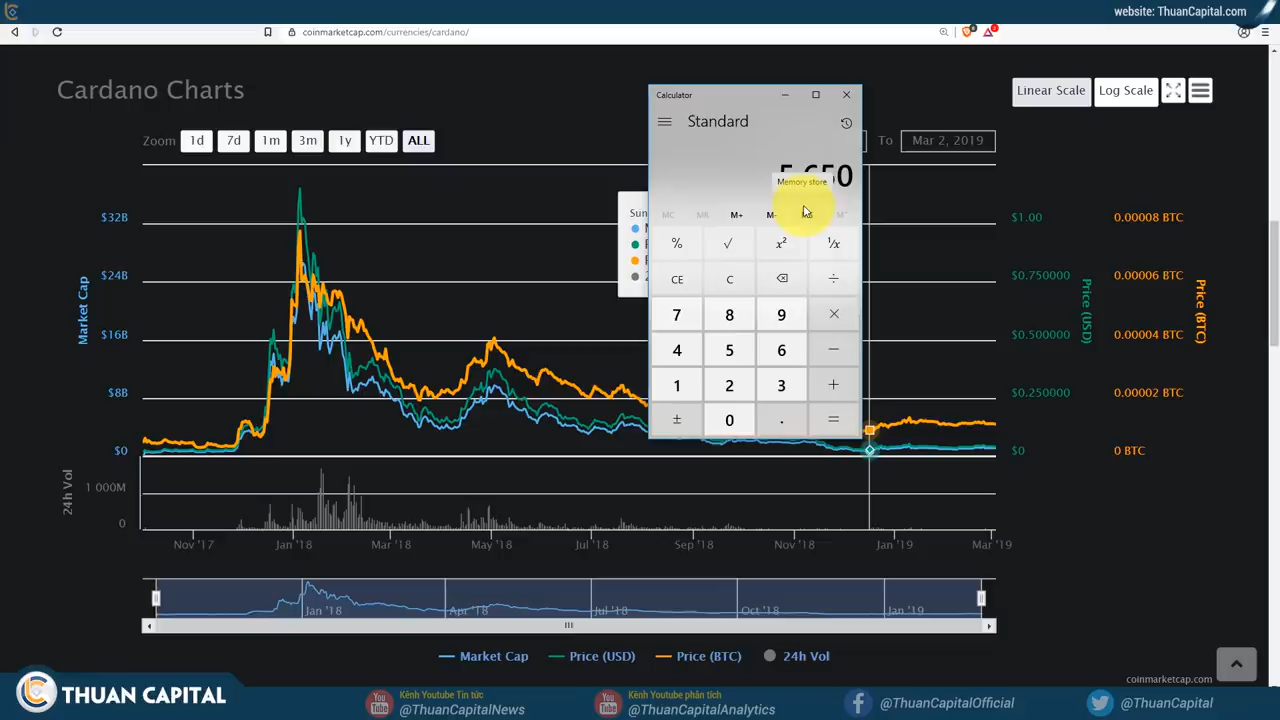 website: ThuanCapital.com
coinmarketcap.com/currencies/cardano/
Cardano Charts
Linear Scale
Log Scale
Zoom
1d
7d
1m
3m
1y
YTD
ALL
To
Mar 2, 2019
Calculator
Standard
5,650
Memory store
MC
MR
M+
%
√
x²
¹/x
CE
C
÷
7
8
9
×
4
5
6
−
1
2
3
+
±
0
.
=
Market Cap
$32B
$24B
$16B
$8B
$0
$1.00
$0.750000
$0.500000
$0.250000
$0
Price (USD)
0.00008 BTC
0.00006 BTC
0.00004 BTC
0.00002 BTC
0 BTC
Price (BTC)
24h Vol
1 000M
0
Nov '17
Jan '18
Mar '18
May '18
Jul '18
Sep '18
Nov '18
Jan '19
Mar '19
Jan '18
Apr '18
Jul '18
Oct '18
Jan '19
Market Cap
Price (USD)
Price (BTC)
24h Vol
coinmarketcap.com
THUAN CAPITAL
Kênh Youtube Tin tức:
@ThuanCapitalNews
Kênh Youtube phân tích
@ThuanCapitalAnalytics
@ThuanCapitalOfficial
@ThuanCapital